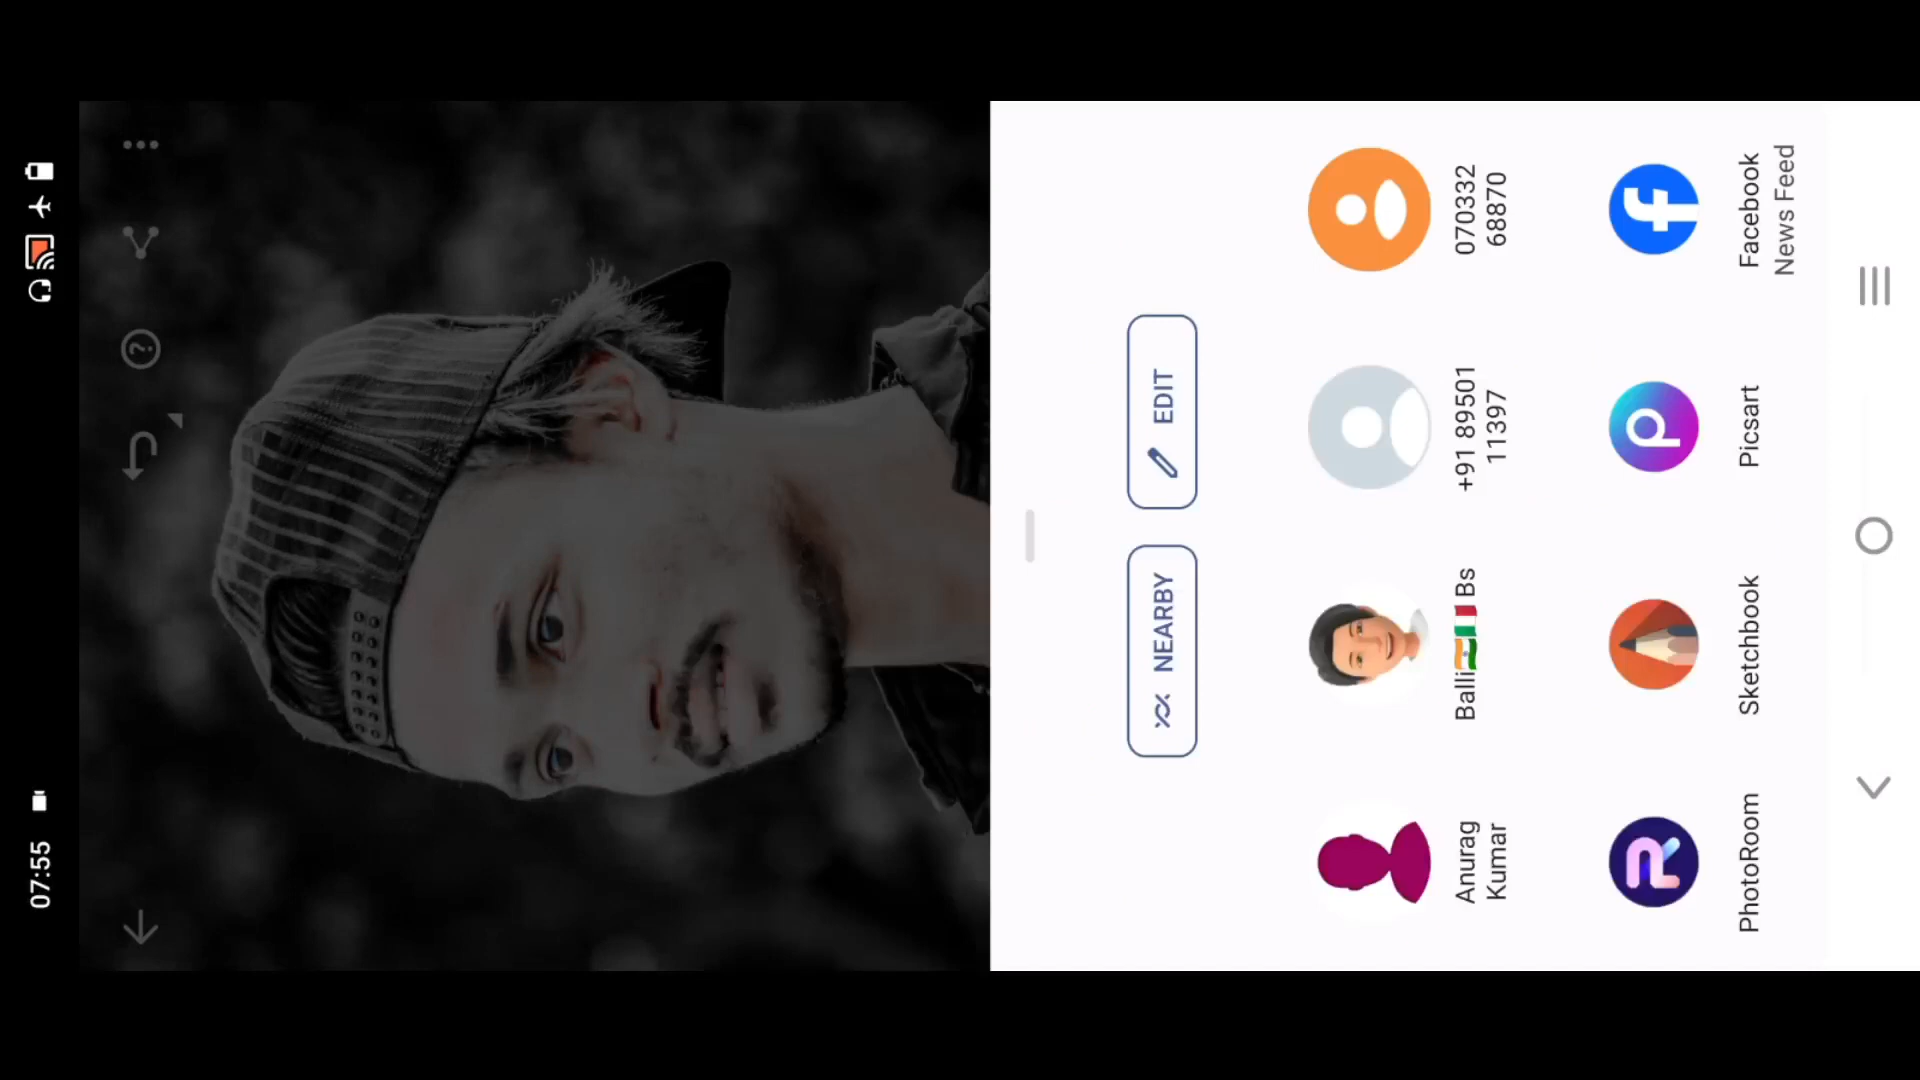 07:55
NEARBY
EDIT
Anurag
Kumar
Balli🇮🇳🇮🇹 Bs
+91 89501
11397
070332
68870
PhotoRoom
Sketchbook
Picsart
Facebook
News Feed